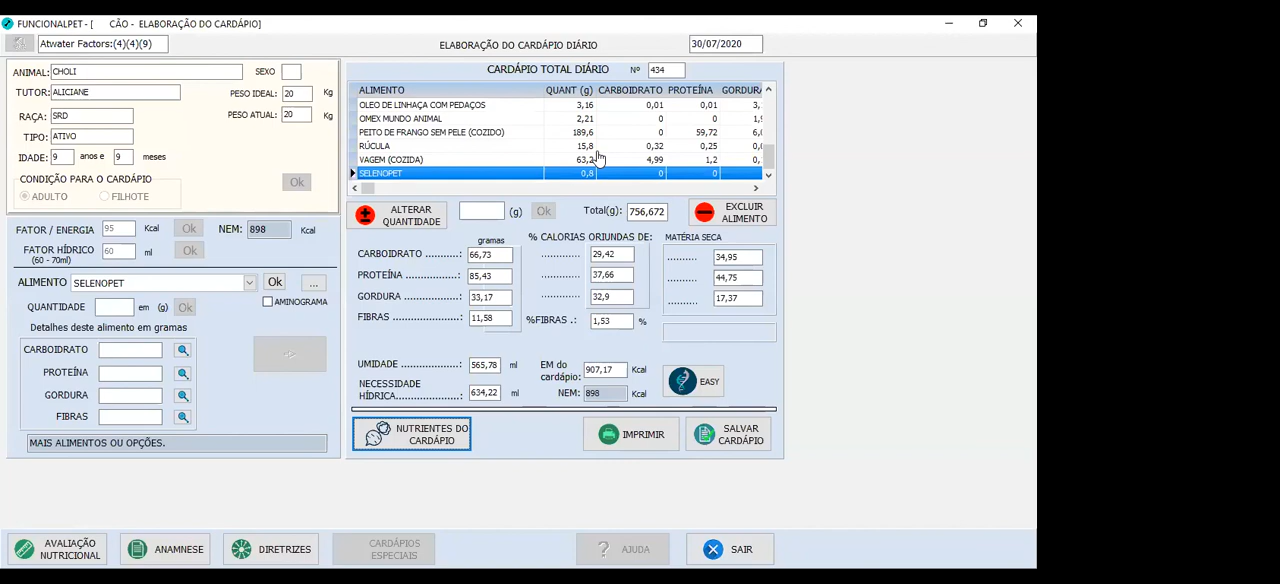 FUNCIONALPET - [ CÃO - ELABORAÇÃO DO CARDÁPIO]
Atwater Factors:(4)(4)(9)
ELABORAÇÃO DO CARDÁPIO DIÁRIO
30/07/2020
ANIMAL: CHOLI SEXO
TUTOR: ALICIANE PESO IDEAL: 20 Kg
RAÇA: SRD PESO ATUAL: 20 Kg
TIPO: ATIVO
IDADE: 9 anos e 9 meses
CONDIÇÃO PARA O CARDÁPIO
ADULTO FILHOTE
Ok
FATOR / ENERGIA 95 Kcal Ok NEM: 898 Kcal
FATOR HÍDRICO 60 ml Ok
(60 - 70ml)
ALIMENTO SELENOPET Ok ...
QUANTIDADE em (g) Ok AMINOGRAMA
Detalhes deste alimento em gramas
CARBOIDRATO
PROTEÍNA
GORDURA
FIBRAS
MAIS ALIMENTOS OU OPÇÕES.
CARDÁPIO TOTAL DIÁRIO Nº 434
ALIMENTO QUANT (g) CARBOIDRATO PROTEÍNA GORDURA
OLEO DE LINHAÇA COM PEDAÇOS 3,16 0,01 0,01 3,
OMEX MUNDO ANIMAL 2,21 0 0 1,9
PEITO DE FRANGO SEM PELE (COZIDO) 189,6 0 59,72 6,0
RÚCULA 15,8 0,32 0,25 0,
VAGEM (COZIDA) 63,2 4,99 1,2 0,
SELENOPET 0,8 0 0
ALTERAR QUANTIDADE (g) Ok Total(g): 756,672 EXCLUIR ALIMENTO
gramas % CALORIAS ORIUNDAS DE: MATÉRIA SECA
CARBOIDRATO ..........: 66,73 ............ 29,42 ......... 34,95
PROTEÍNA ................: 85,43 ............ 37,66 ......... 44,75
GORDURA ................: 33,17 ............ 32,9 ......... 17,37
FIBRAS .....................: 11,58 %FIBRAS .: 1,53 %
UMIDADE ...................: 565,78 ml EM do cardápio: 907,17 Kcal
NECESSIDADE HÍDRICA..................: 634,22 ml NEM: 898 Kcal
EASY
NUTRIENTES DO CARDÁPIO
IMPRIMIR
SALVAR CARDÁPIO
AVALIAÇÃO NUTRICIONAL
ANAMNESE
DIRETRIZES
CARDÁPIOS ESPECIAIS
? AJUDA
SAIR